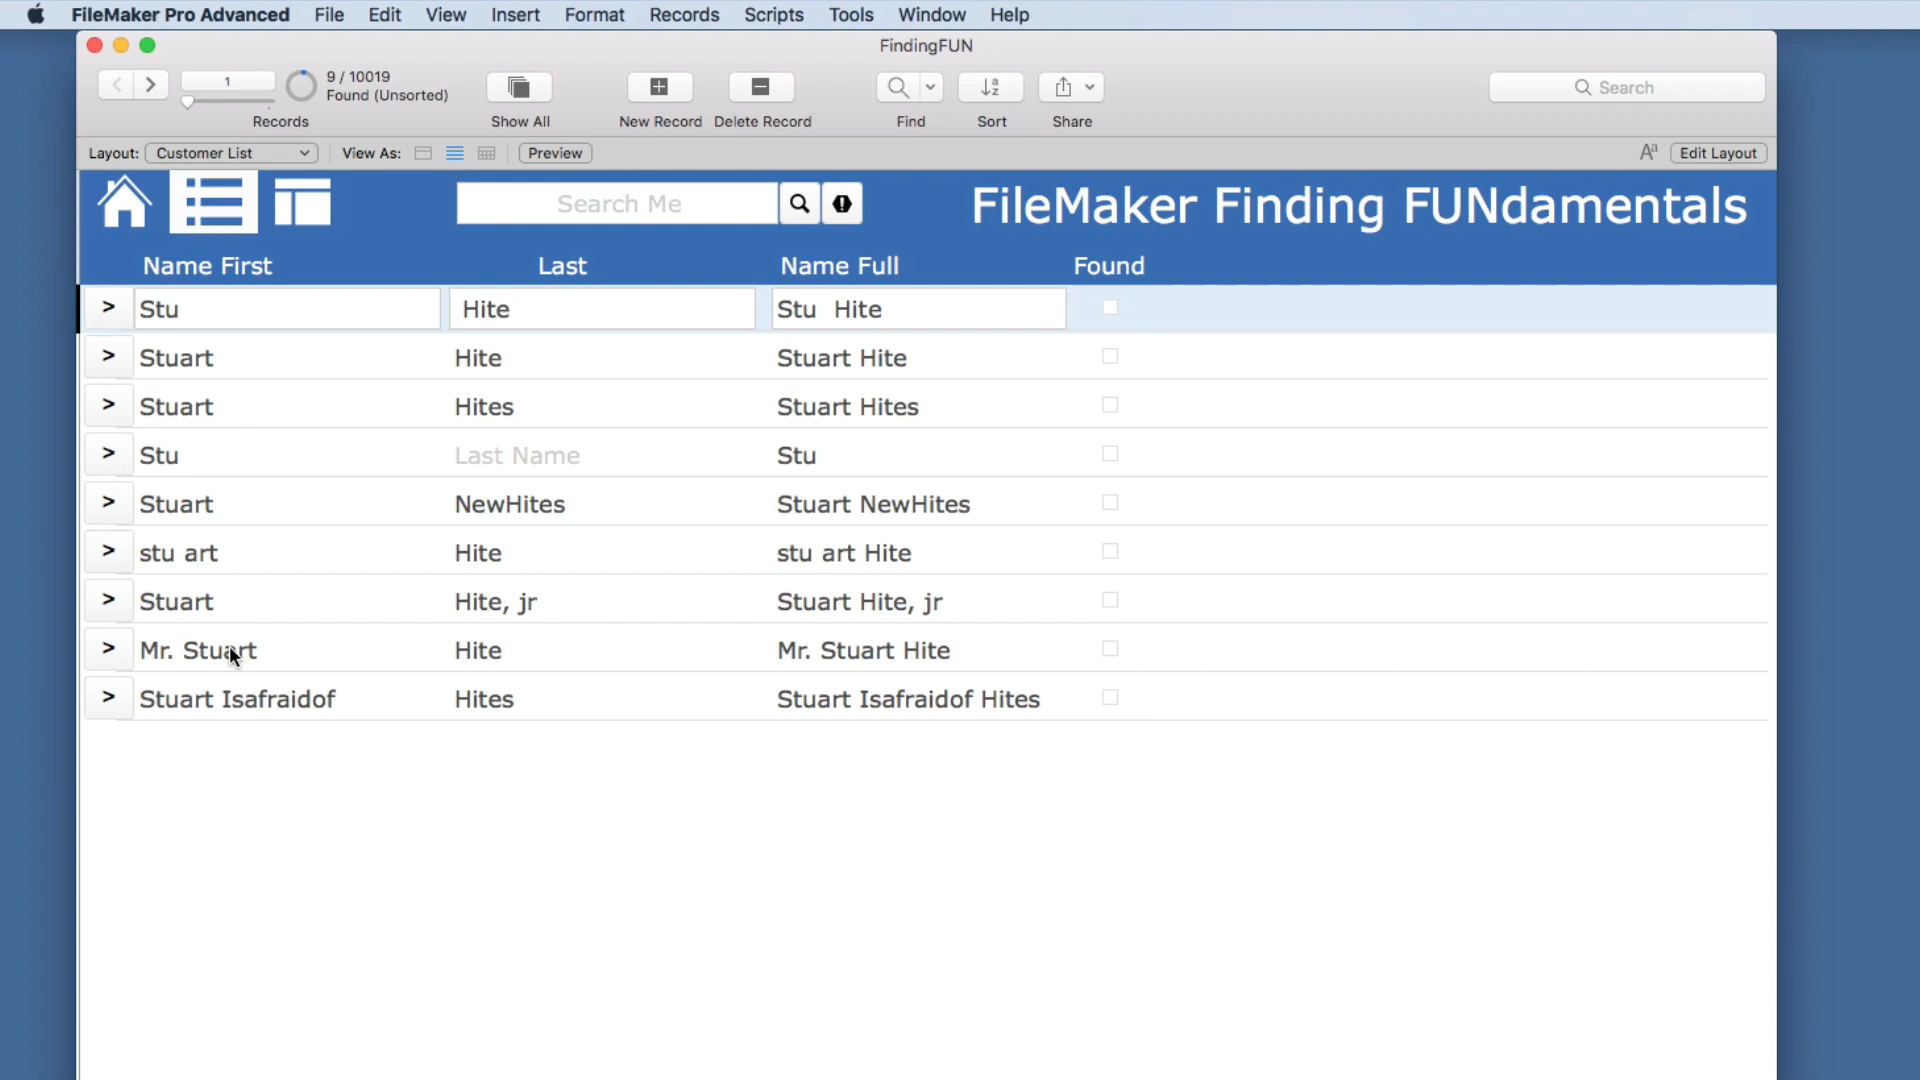 FileMaker Pro Advanced File Edit View Insert Format Records Scripts Tools Window Help
FindingFUN
1 9 / 10019
Found (Unsorted)
Search
Records Show All New Record Delete Record Find Sort Share
Layout: Customer List View As: Preview Aa Edit Layout
Search Me FileMaker Finding FUNdamentals
Name First Last Name Full Found
> Stu Hite Stu Hite
> Stuart Hite Stuart Hite
> Stuart Hites Stuart Hites
> Stu Last Name Stu
> Stuart NewHites Stuart NewHites
> stu art Hite stu art Hite
> Stuart Hite, jr Stuart Hite, jr
> Mr. Stuart Hite Mr. Stuart Hite
> Stuart Isafraidof Hites Stuart Isafraidof Hites